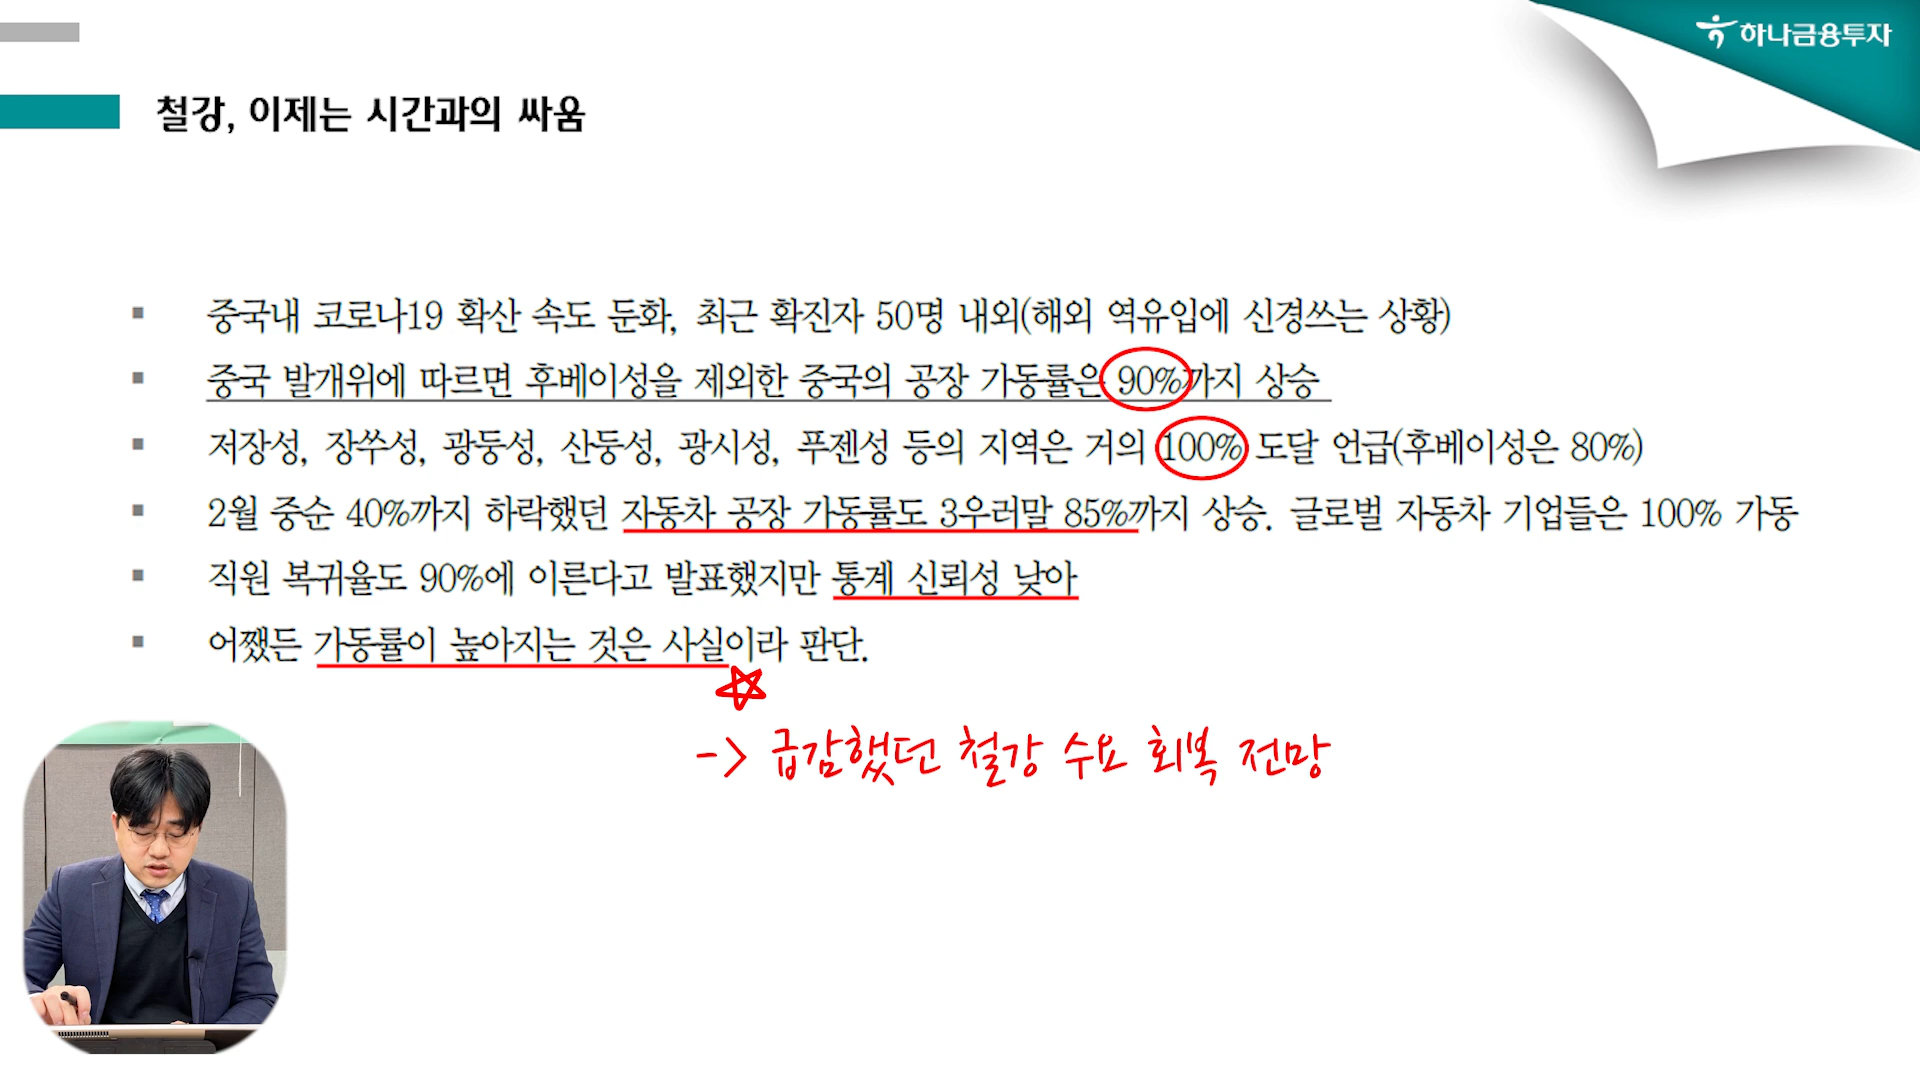 하나금융투자
철강, 이제는 시간과의 싸움
중국내 코로나19 확산 속도 둔화, 최근 확진자 50명 내외(해외 역유입에 신경쓰는 상황)
중국 발개위에 따르면 후베이성을 제외한 중국의 공장 가동률은 90%까지 상승
저장성, 장쑤성, 광둥성, 산둥성, 광시성, 푸젠성 등의 지역은 거의 100% 도달 언급(후베이성은 80%)
2월 중순 40%까지 하락했던 자동차 공장 가동률도 3우러말 85%까지 상승. 글로벌 자동차 기업들은 100% 가동
직원 복귀율도 90%에 이른다고 발표했지만 통계 신뢰성 낮아
어쨌든 가동률이 높아지는 것은 사실이라 판단.
-> 급감했던 철강 수요 회복 전망